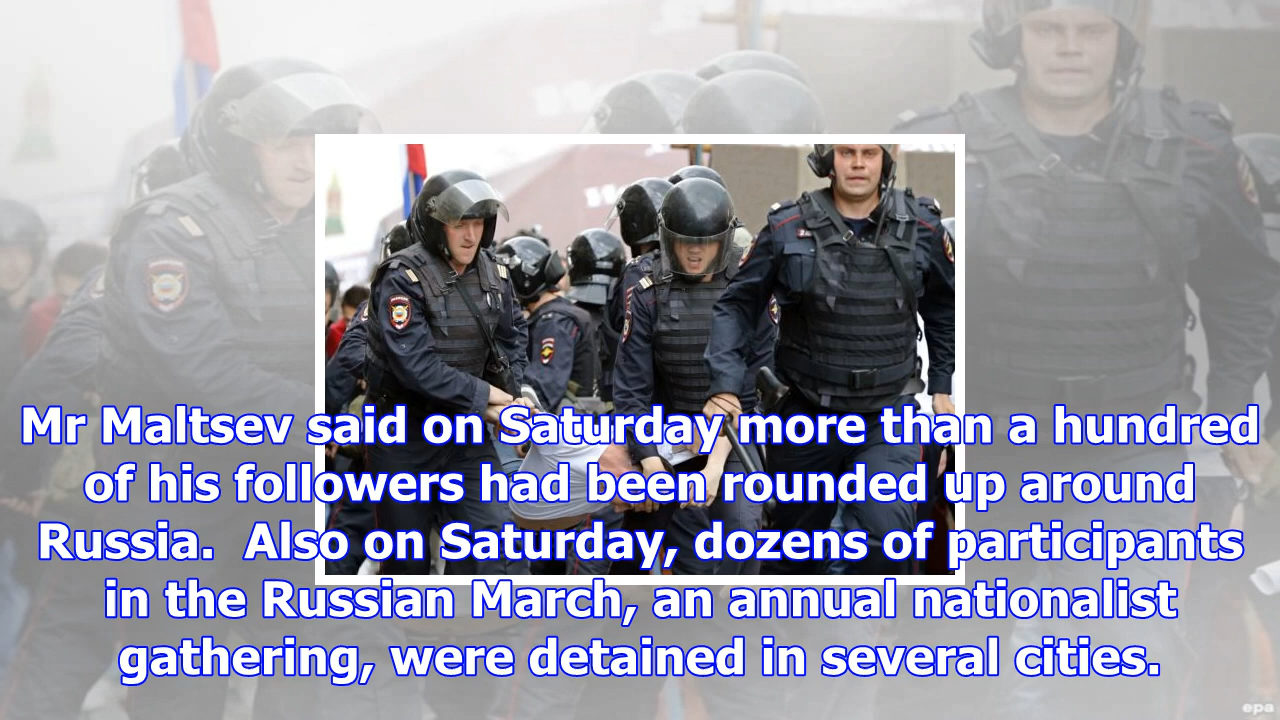 Mr Maltsev said on Saturday more than a hundred
of his followers had been rounded up around
Russia.  Also on Saturday, dozens of participants
in the Russian March, an annual nationalist
gathering, were detained in several cities.
epa